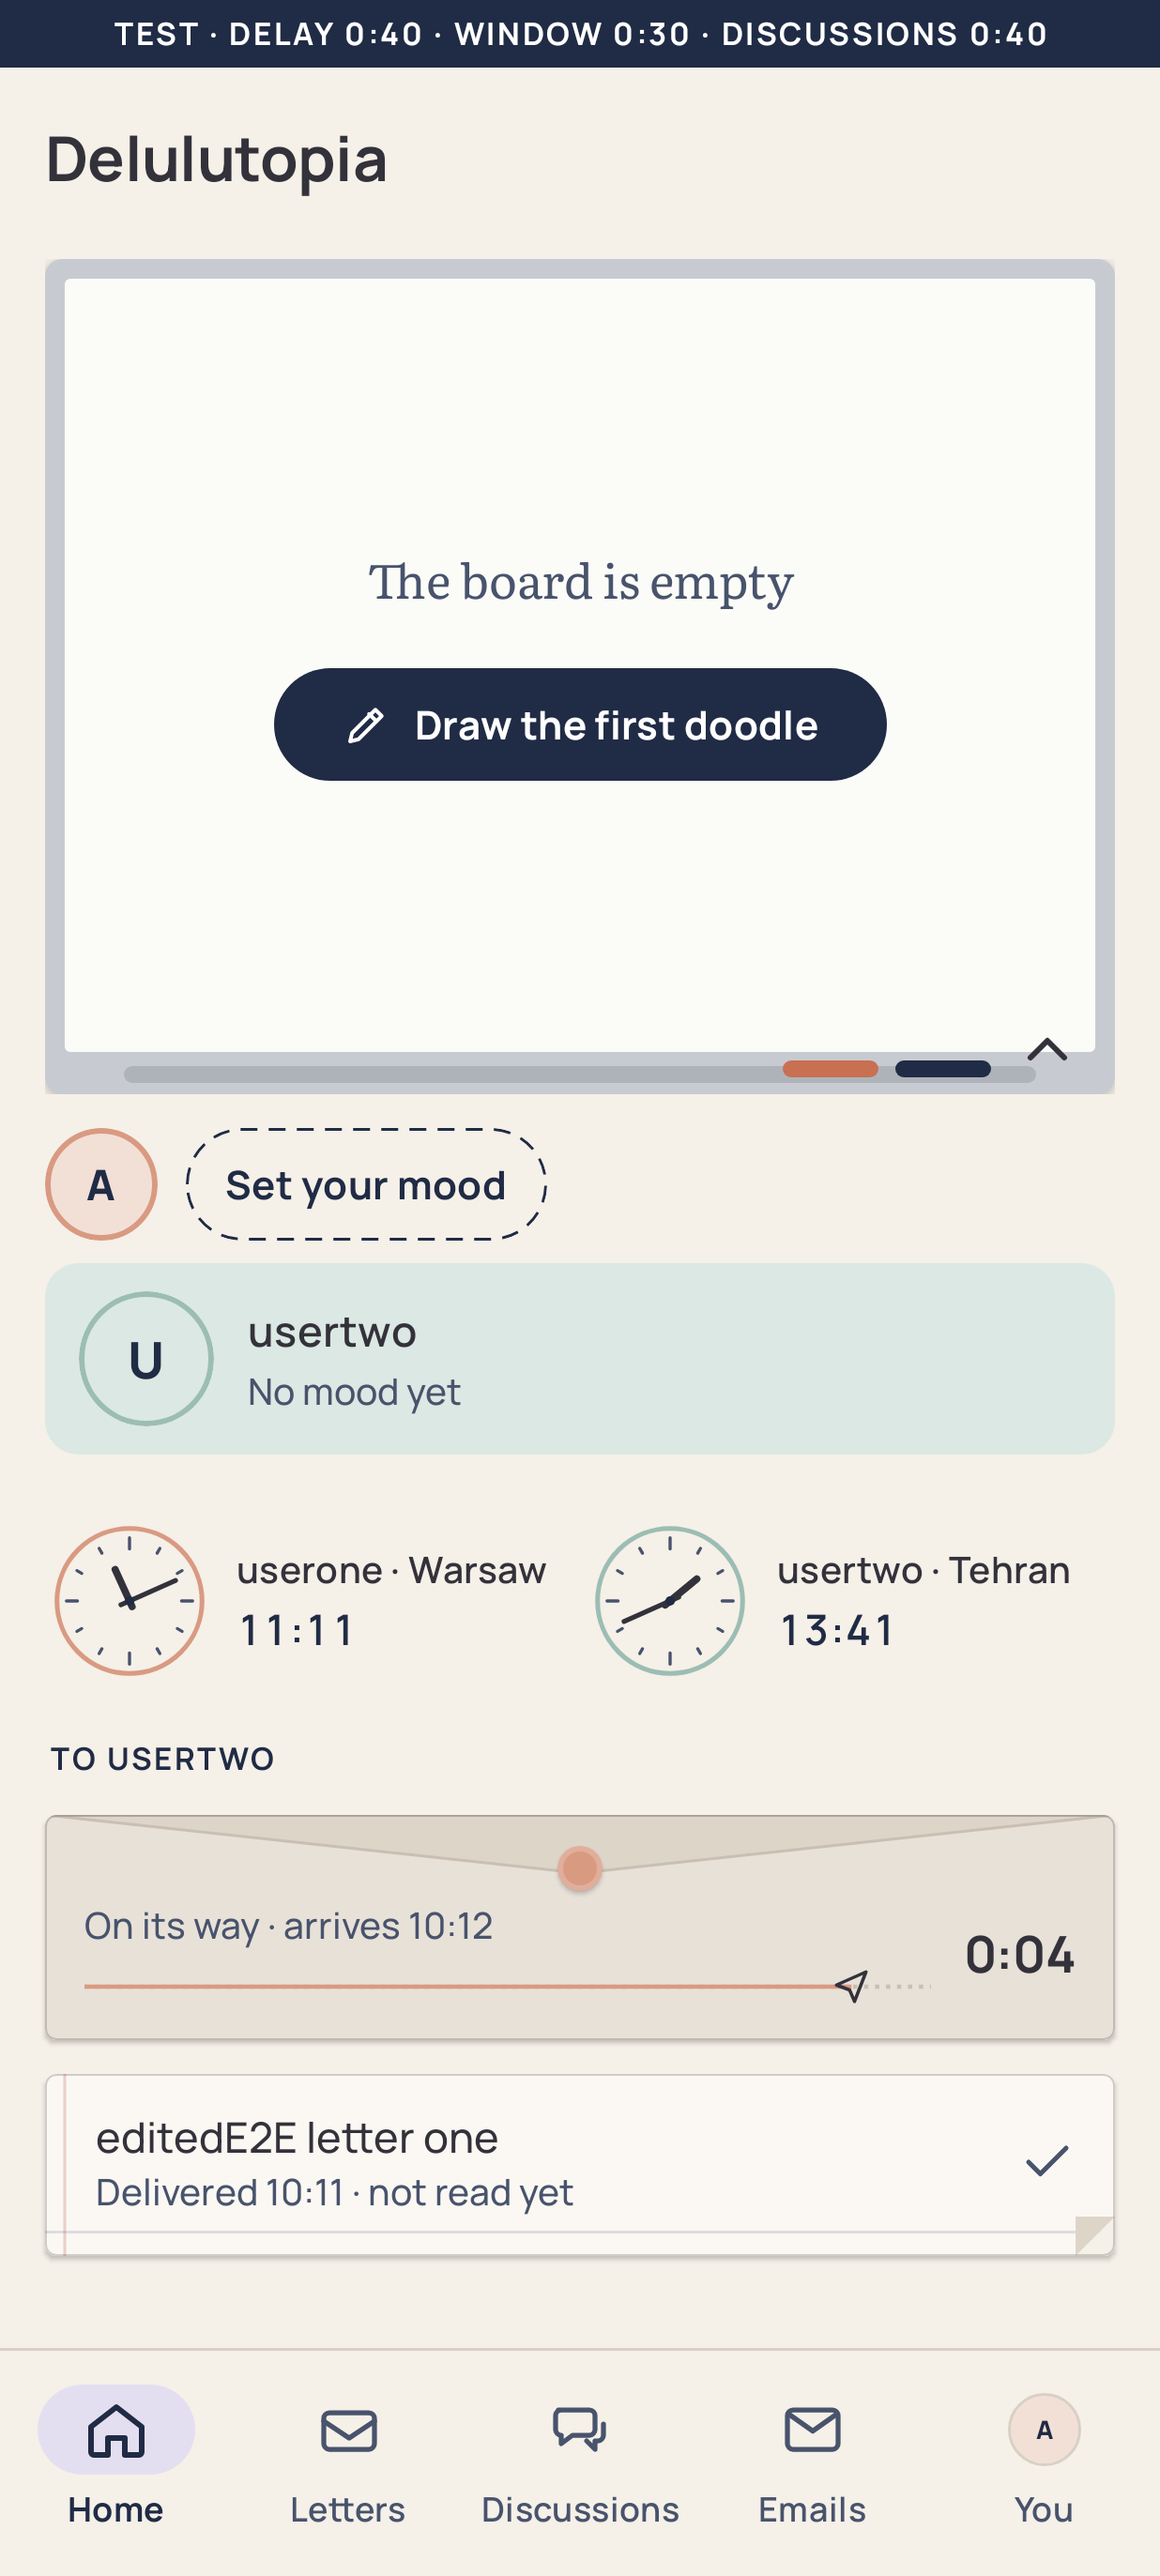 TEST · DELAY 0:40 · WINDOW 0:30 · DISCUSSIONS 0:40
Delulutopia
The board is empty
Draw the first doodle
A
Set your mood
U
usertwo
No mood yet
userone · Warsaw
11:11
usertwo · Tehran
13:41
TO USERTWO
On its way · arrives 10:12
0:04
editedE2E letter one
Delivered 10:11 · not read yet
Home
Letters
Discussions
Emails
A
You